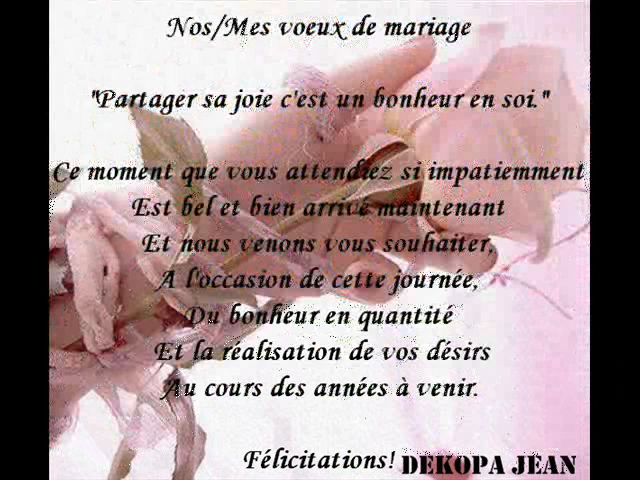 Nos/Mes voeux de mariage
"Partager sa joie c'est un bonheur en soi."
Ce moment que vous attendiez si impatiemment
Est bel et bien arrivé maintenant
Et nous venons vous souhaiter,
A l'occasion de cette journée,
Du bonheur en quantité
Et la réalisation de vos désirs
Au cours des années à venir.
Félicitations! DEKOPA JEAN